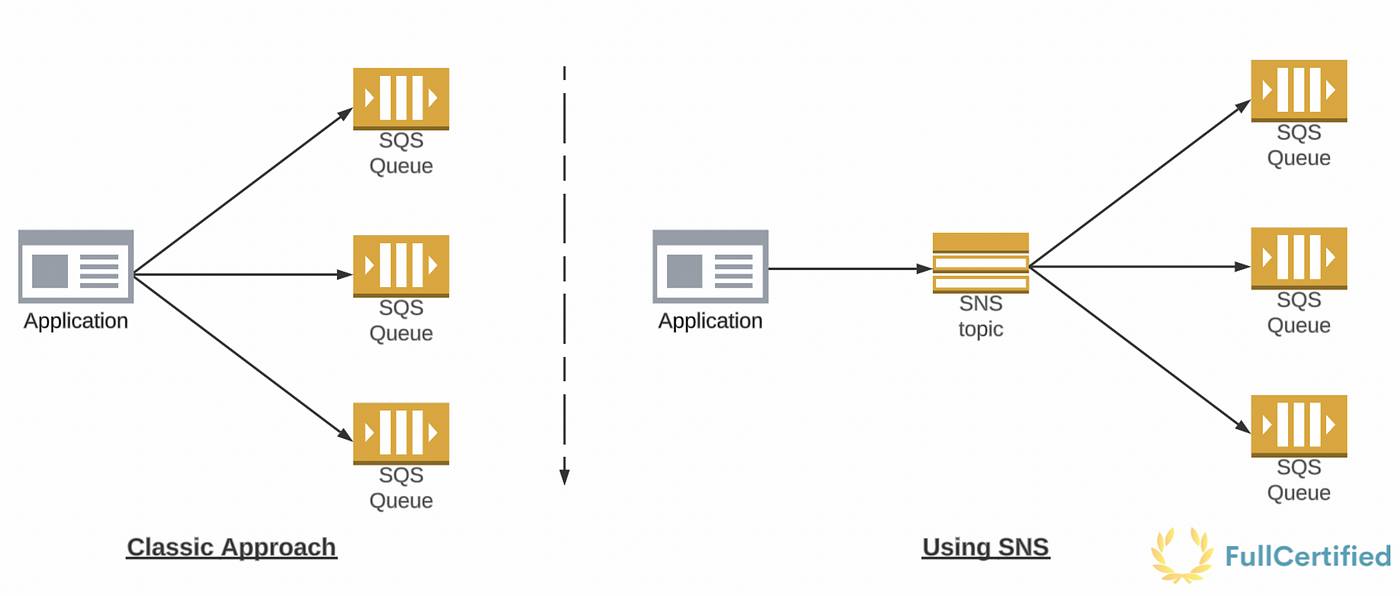 SQS
Queue
SQS
Queue
SQS
Queue
Application
Classic Approach
Application
SNS
topic
SQS
Queue
SQS
Queue
SQS
Queue
Using SNS
FullCertified